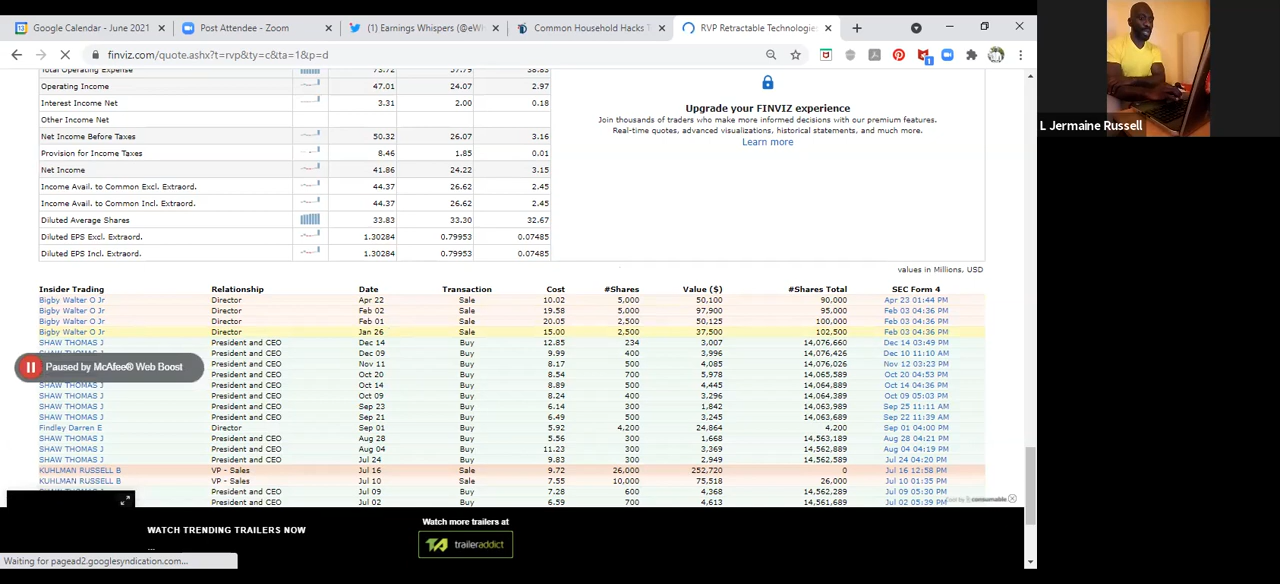 Google Calendar - June 2021
Post Attendee - Zoom
(1) Earnings Whispers (@eWh
Common Household Hacks T
RVP Retractable Technologie
finviz.com/quote.ashx?t=rvp&ty=c&ta=1&p=d
L Jermaine Russell
Total Operating Expense 73.72 57.79 38.83
Operating Income 47.01 24.07 2.97
Interest Income Net 3.31 2.00 0.18
Other Income Net
Net Income Before Taxes 50.32 26.07 3.16
Provision for Income Taxes 8.46 1.85 0.01
Net Income 41.86 24.22 3.15
Income Avail. to Common Excl. Extraord. 44.37 26.62 2.45
Income Avail. to Common Incl. Extraord. 44.37 26.62 2.45
Diluted Average Shares 33.83 33.30 32.67
Diluted EPS Excl. Extraord. 1.30284 0.79953 0.07485
Diluted EPS Incl. Extraord. 1.30284 0.79953 0.07485
Upgrade your FINVIZ experience
Join thousands of traders who make more informed decisions with our premium features.
Real-time quotes, advanced visualizations, historical statements, and much more.
Learn more
values in Millions, USD
Insider Trading Relationship Date Transaction Cost #Shares Value ($) #Shares Total SEC Form 4
Bigby Walter O Jr Director Apr 22 Sale 10.02 5,000 50,100 90,000 Apr 23 01:44 PM
Bigby Walter O Jr Director Feb 02 Sale 19.58 5,000 97,900 95,000 Feb 03 04:36 PM
Bigby Walter O Jr Director Feb 01 Sale 20.05 2,500 50,125 100,000 Feb 03 04:36 PM
Bigby Walter O Jr Director Jan 26 Sale 15.00 2,500 37,500 102,500 Feb 03 04:36 PM
SHAW THOMAS J President and CEO Dec 14 Buy 12.85 234 3,007 14,076,660 Dec 14 03:49 PM
President and CEO Dec 09 Buy 9.99 400 3,996 14,076,426 Dec 10 11:10 AM
Paused by McAfee® Web Boost
President and CEO Nov 11 Buy 8.54 500 4,085 14,076,026 Nov 12 03:23 PM
President and CEO Oct 20 Buy 8.54 700 5,978 14,065,589 Oct 20 04:53 PM
SHAW THOMAS J President and CEO Oct 14 Buy 8.89 500 4,445 14,064,889 Oct 14 04:36 PM
SHAW THOMAS J President and CEO Oct 09 Buy 8.24 400 3,296 14,064,389 Oct 09 05:03 PM
SHAW THOMAS J President and CEO Sep 23 Buy 6.14 300 1,842 14,063,989 Sep 25 11:11 AM
SHAW THOMAS J President and CEO Sep 21 Buy 6.49 500 3,245 14,063,689 Sep 22 11:39 AM
Findley Darren E Director Sep 01 Buy 5.92 4,200 24,864 4,200 Sep 01 04:00 PM
SHAW THOMAS J President and CEO Aug 28 Buy 5.56 300 1,668 14,563,189 Aug 28 04:21 PM
SHAW THOMAS J President and CEO Aug 04 Buy 11.23 300 3,369 14,562,889 Aug 04 04:19 PM
SHAW THOMAS J President and CEO Jul 24 Buy 9.83 300 2,949 14,562,589 Jul 24 04:20 PM
KUHLMAN RUSSELL B VP - Sales Jul 16 Sale 9.72 26,000 252,720 0 Jul 16 12:58 PM
KUHLMAN RUSSELL B VP - Sales Jul 10 Sale 7.55 10,000 75,518 26,000 Jul 10 01:35 PM
President and CEO Jul 09 Buy 7.28 600 4,368 14,562,289 Jul 09 05:30 PM
President and CEO Jul 02 Buy 6.59 700 4,613 14,561,689 Jul 02 05:39 PM
WATCH TRENDING TRAILERS NOW
...
Watch more trailers at
TA traileraddict
Waiting for pagead2.googlesyndication.com...